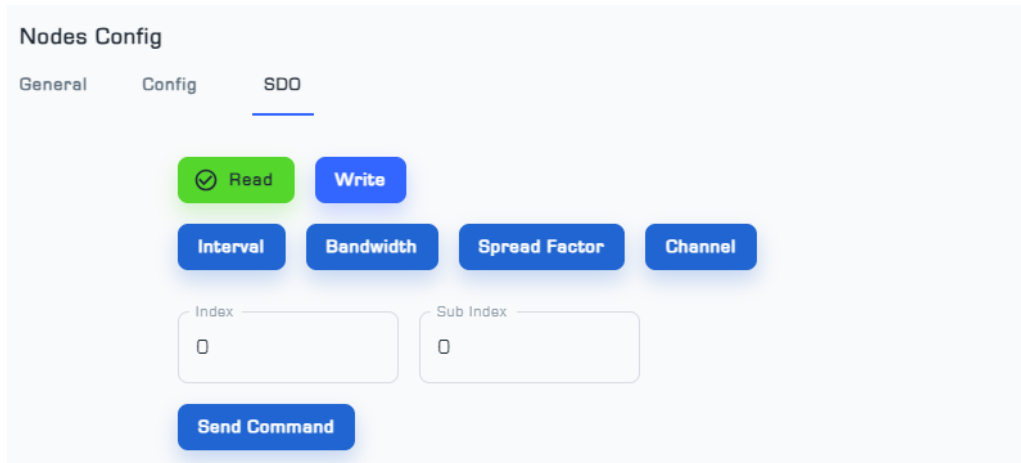 Nodes Config
General Config SDO
Read Write
Interval Bandwidth Spread Factor Channel
Index Sub Index
0 0
Send Command